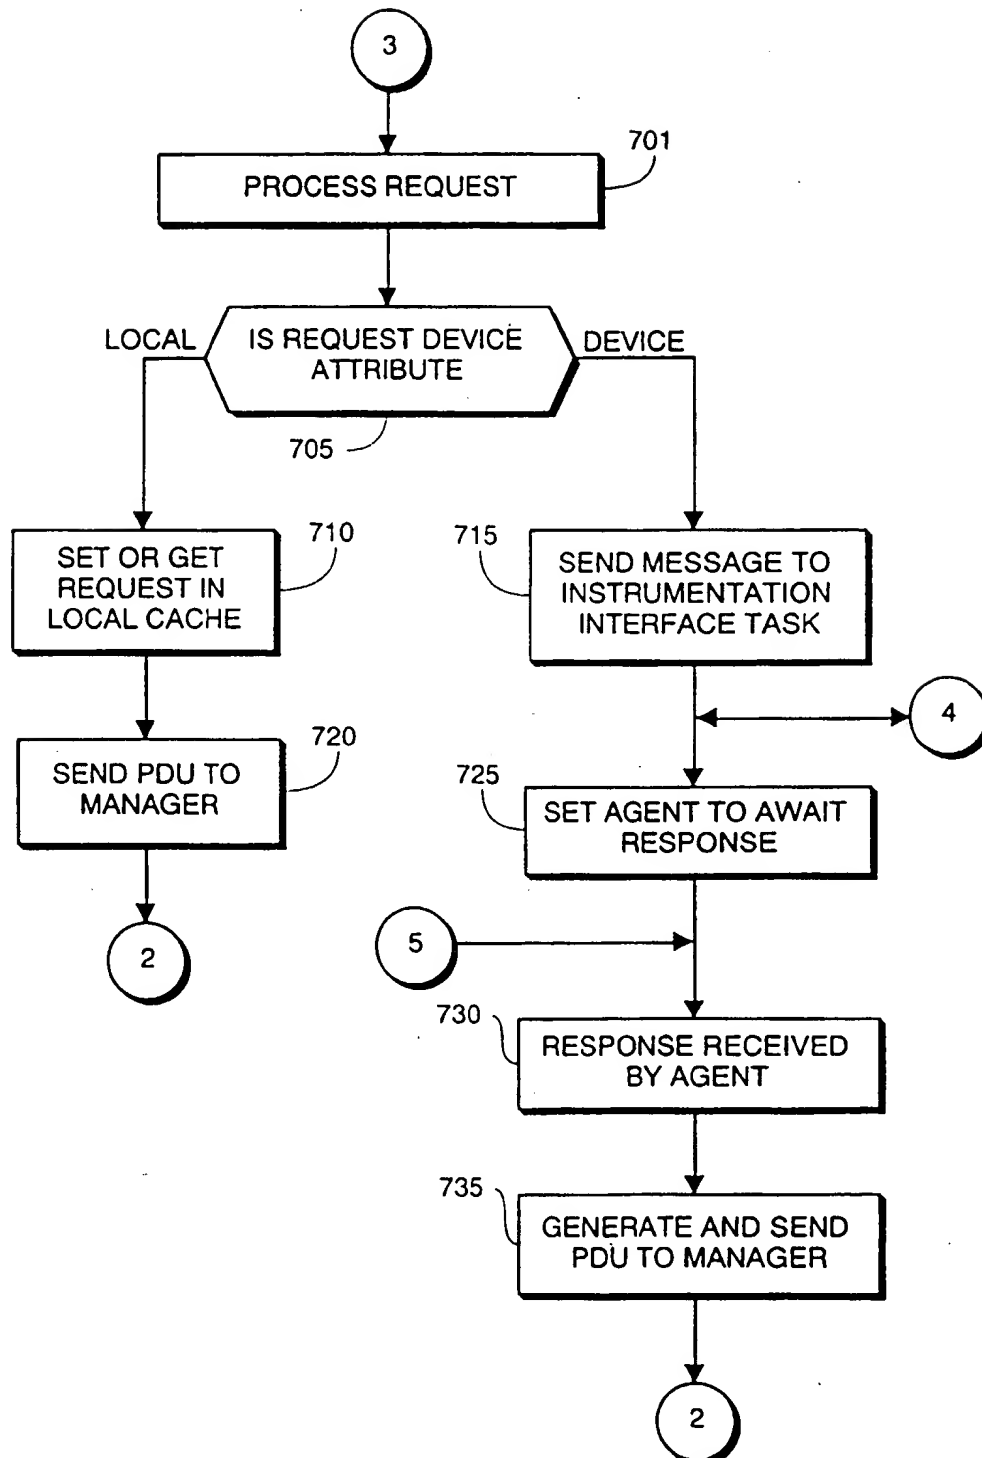 3
701
PROCESS REQUEST
LOCAL
IS REQUEST DEVICE
ATTRIBUTE
DEVICE
705
710
SET OR GET
REQUEST IN
LOCAL CACHE
715
SEND MESSAGE TO
INSTRUMENTATION
INTERFACE TASK
4
720
SEND PDU TO
MANAGER
725
SET AGENT TO AWAIT
RESPONSE
2
5
730
RESPONSE RECEIVED
BY AGENT
735
GENERATE AND SEND
PDU TO MANAGER
2